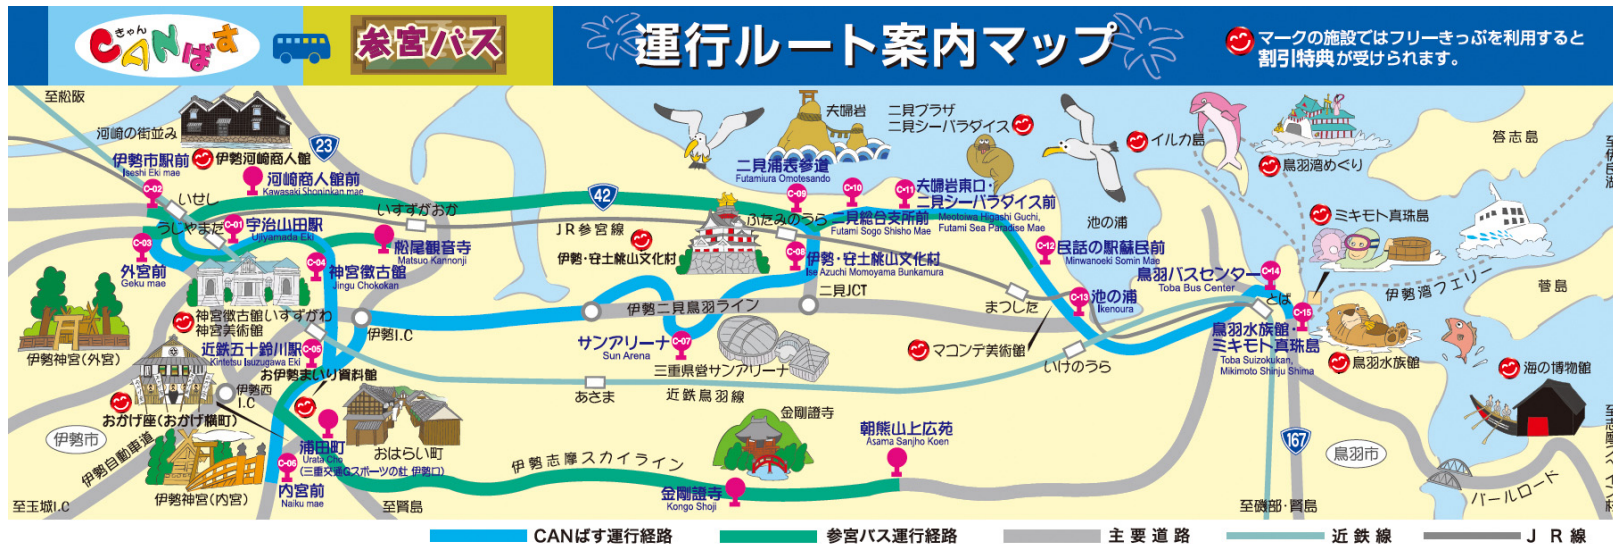 きゃん
CANばす
参宮バス
運行ルート案内マップ
マークの施設ではフリーきっぷを利用すると
割引特典が受けられます。
至松阪
河崎の街並み
伊勢河崎商人館
伊勢市駅前
Iseshi Eki mae
C-02
河崎商人館前
Kawasaki Shoninkan mae
23
いせし
うじやまだ
C-01
宇治山田駅
Ujiyamada Eki
C-03
外宮前
Geku mae
いすずがおか
松尾観音寺
Matsuo Kannonji
C-04
神宮徴古館
Jingu Chokokan
神宮徴古館
神宮美術館
いすずがわ
伊勢神宮(外宮)
近鉄五十鈴川駅
Kintetsu Isuzugawa Eki
C-05
お伊勢まいり資料館
伊勢I.C
伊勢西
I.C
おかげ座(おかげ横町)
伊勢市
伊勢自動車道
伊勢神宮(内宮)
至玉城I.C
おはらい町
浦田町
Urata Cho
(三重交通Gスポーツの杜 伊勢口)
C-06
内宮前
Naiku mae
至賢島
42
JR参宮線
伊勢・安土桃山文化村
夫婦岩
二見プラザ
二見シーパラダイス
二見浦表参道
Futamiura Omotesando
C-09
C-10
C-11
夫婦岩東口・
二見シーパラダイス前
Meotoiwa Higashi Guchi,
Futami Sea Paradise Mae
ふたみのうら
二見総合支所前
Futami Sogo Shisho Mae
C-08
伊勢・安土桃山文化村
Ise Azuchi Momoyama Bunkamura
二見JCT
伊勢二見鳥羽ライン
サンアリーナ
Sun Arena
C-07
三重県営サンアリーナ
あさま
近鉄鳥羽線
伊勢志摩スカイライン
金剛證寺
金剛證寺
Kongo Shoji
朝熊山上広苑
Asama Sanjho Koen
池の浦
C-12
民話の駅蘇民前
Minwanoeki Somin Mae
まつした
C-13
池の浦
Ikenoura
マコンデ美術館
いけのうら
イルカ島
鳥羽湾めぐり
答志島
ミキモト真珠島
鳥羽バスセンター
Toba Bus Center
C-14
とば
C-15
鳥羽水族館・
ミキモト真珠島
Toba Suizokukan,
Mikimoto Shinju Shima
伊勢湾フェリー
菅島
鳥羽水族館
海の博物館
167
鳥羽市
至磯部・賢島
パールロード
至伊良湖
CANばす運行経路
参宮バス運行経路
主要道路
近鉄線
JR線